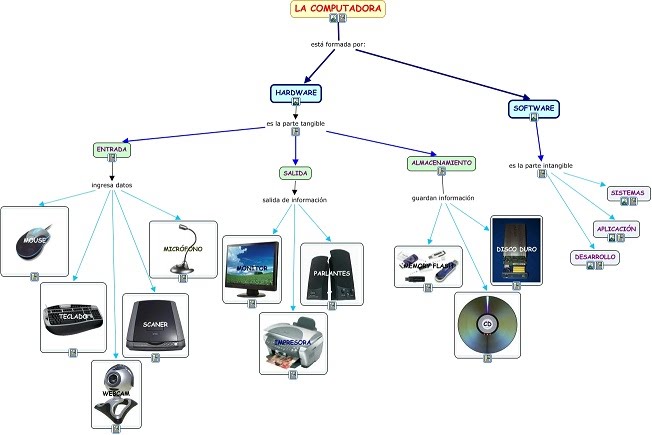 LA COMPUTADORA
está formada por:
HARDWARE
SOFTWARE
es la parte tangible
es la parte intangible
ENTRADA
SALIDA
ALMACENAMIENTO
ingresa datos
salida de información
guardan información
SISTEMAS
APLICACIÓN
DESARROLLO
MOUSE
MICRÓFONO
TECLADO
SCANER
WEBCAM
MONITOR
PARLANTES
IMPRESORA
MEMORY FLASH
DISCO DURO
CD